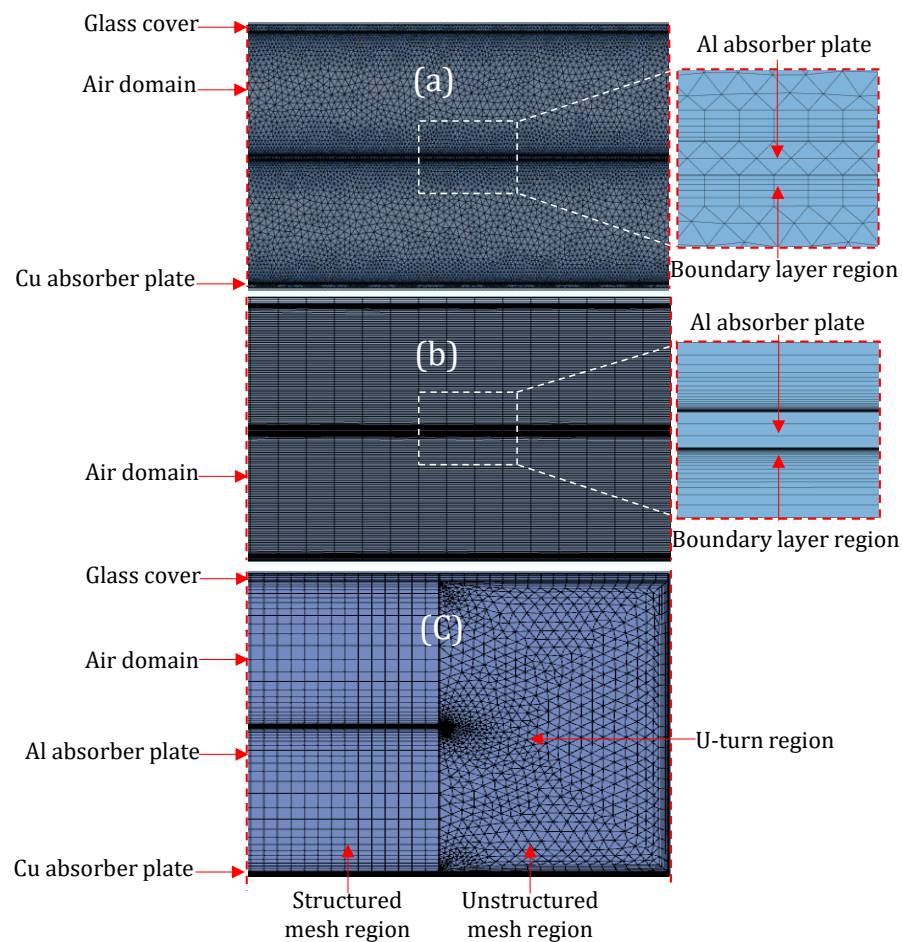 Glass cover
Al absorber plate
Air domain
(a)
Cu absorber plate
Boundary layer region
Al absorber plate
(b)
Air domain
Boundary layer region
Glass cover
(C)
Air domain
Al absorber plate
U-turn region
Cu absorber plate
Structured
mesh region
Unstructured
mesh region